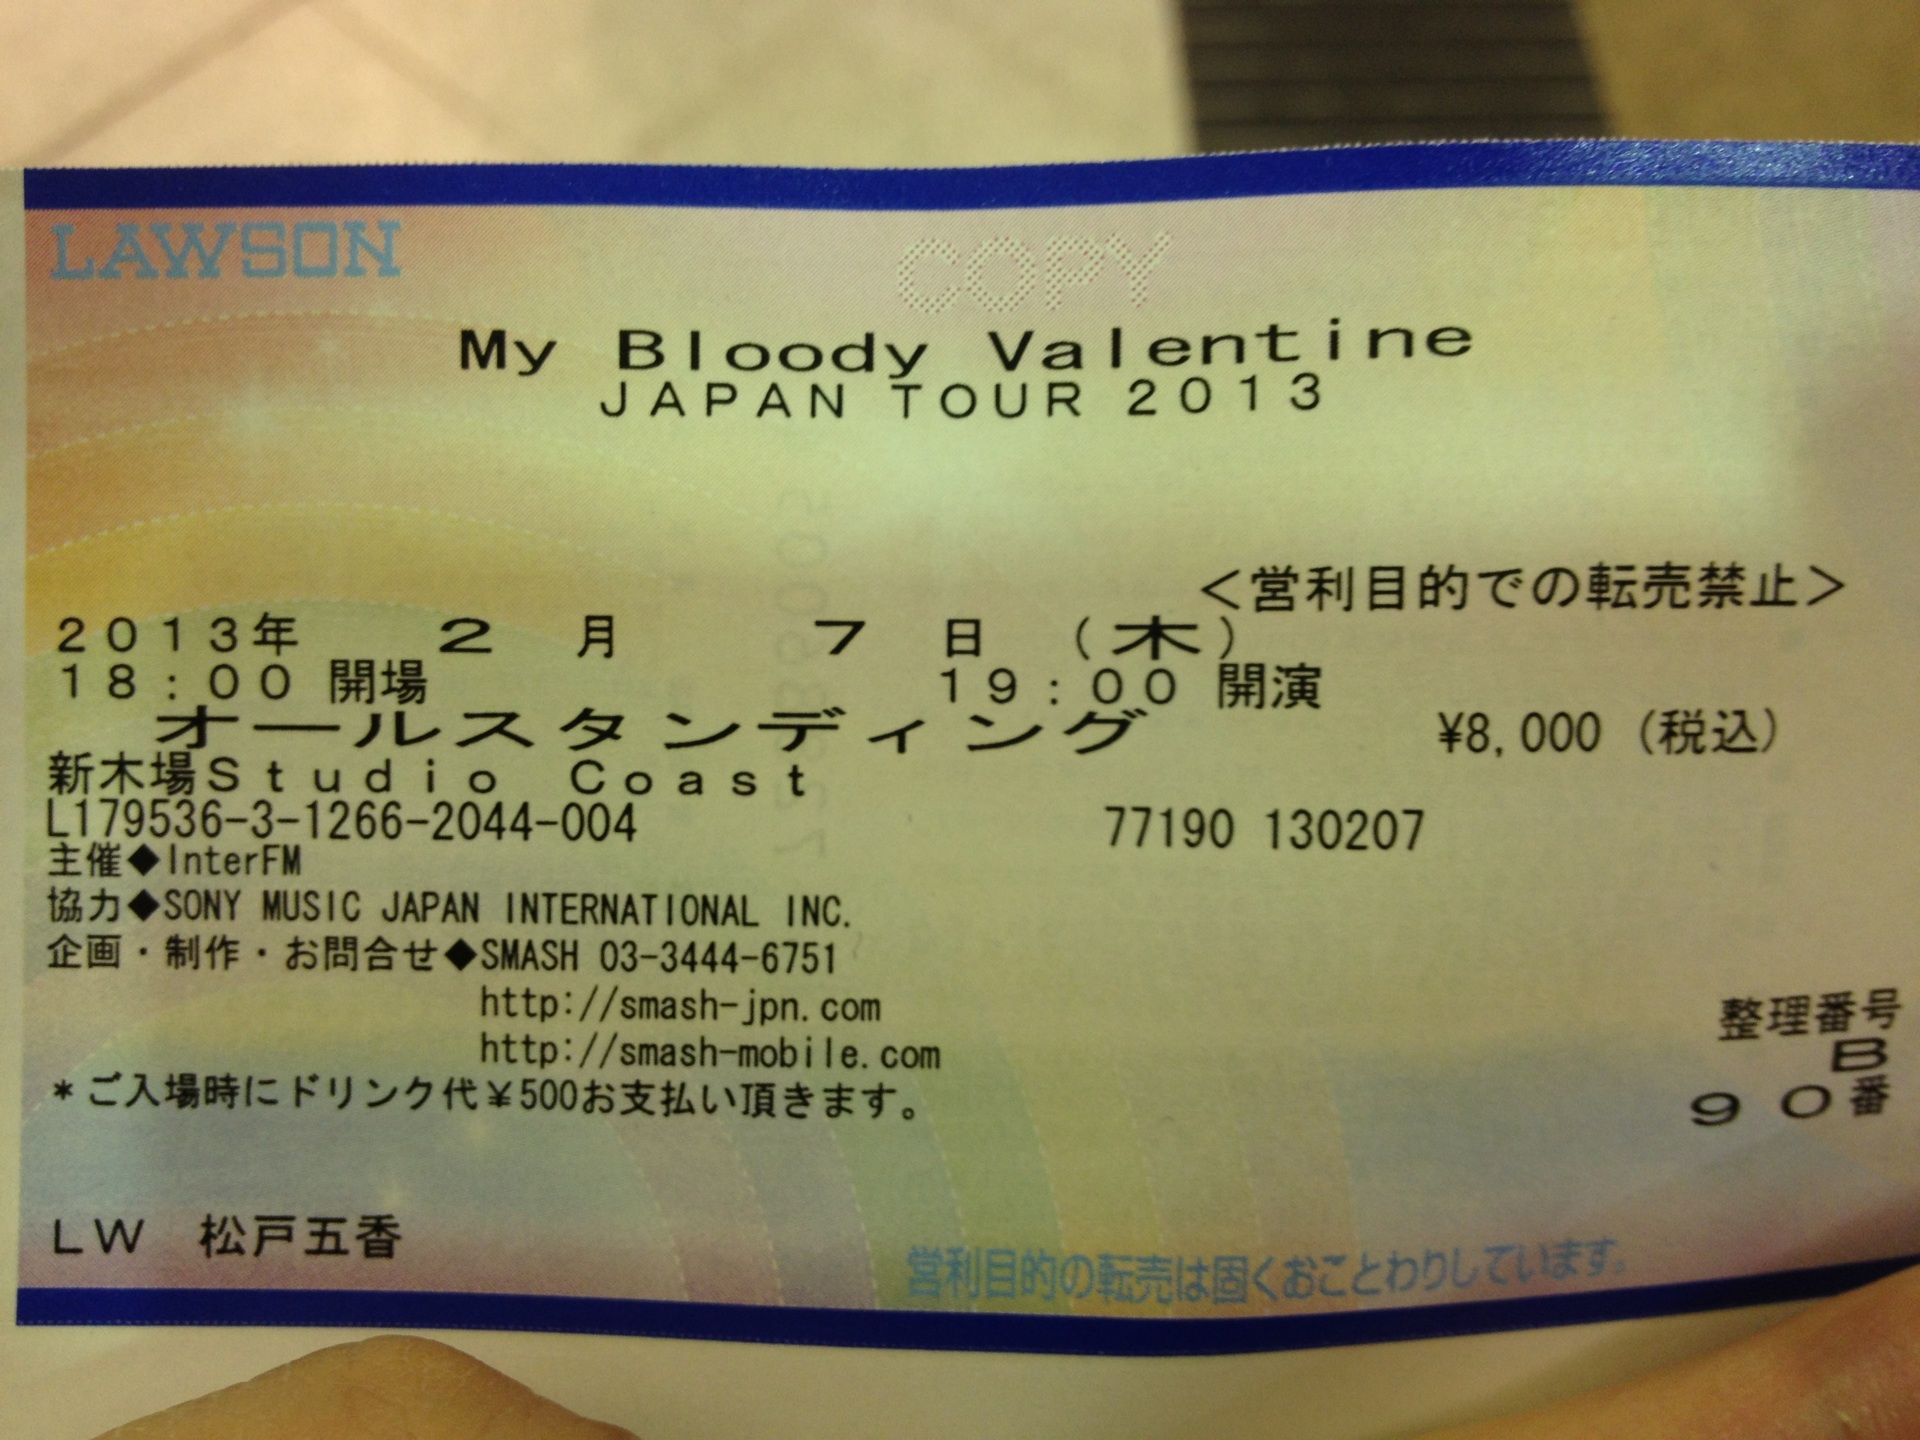 LAWSON
COPY
My Bloody Valentine
JAPAN TOUR 2013
＜営利目的での転売禁止＞
2013年 2 月 7 日 (木)
18:00 開場 19:00 開演
オールスタンディング ¥8,000 (税込)
新木場Studio Coast
L179536-3-1266-2044-004 77190 130207
主催◆InterFM
協力◆SONY MUSIC JAPAN INTERNATIONAL INC.
企画・制作・お問合せ◆SMASH 03-3444-6751
http://smash-jpn.com
http://smash-mobile.com
整理番号
B
90番
*ご入場時にドリンク代￥500お支払い頂きます。
LW 松戸五香
営利目的の転売は固くおことわりしています。